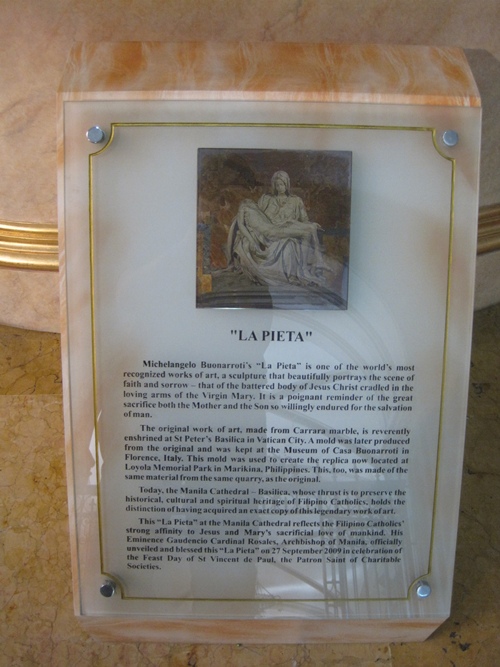 "LA PIETA"
Michelangelo Buonarroti's "La Pieta" is one of the world's most
recognized works of art, a sculpture that beautifully portrays the scene of
faith and sorrow – that of the battered body of Jesus Christ cradled in the
loving arms of the Virgin Mary. It is a poignant reminder of the great
sacrifice both the Mother and the Son so willingly endured for the salvation
of man.
The original work of art, made from Carrara marble, is reverently
enshrined at St Peter's Basilica in Vatican City. A mold was later produced
from the original and was kept at the Museum of Casa Buonarroti in
Florence, Italy. This mold was used to create the replica now located at
Loyola Memorial Park in Marikina, Philippines. This, too, was made of the
same material from the same quarry, as the original.
Today, the Manila Cathedral – Basilica, whose thrust is to preserve the
historical, cultural and spiritual heritage of Filipino Catholics, holds the
distinction of having acquired an exact copy of this legendary work of art.
This "La Pieta" at the Manila Cathedral reflects the Filipino Catholics'
strong affinity to Jesus and Mary's sacrificial love of mankind. His
Eminence Gaudencio Cardinal Rosales, Archbishop of Manila, officially
unveiled and blessed this "La Pieta" on 27 September 2009 in celebration of
the Feast Day of St Vincent de Paul, the Patron Saint of Charitable
Societies.